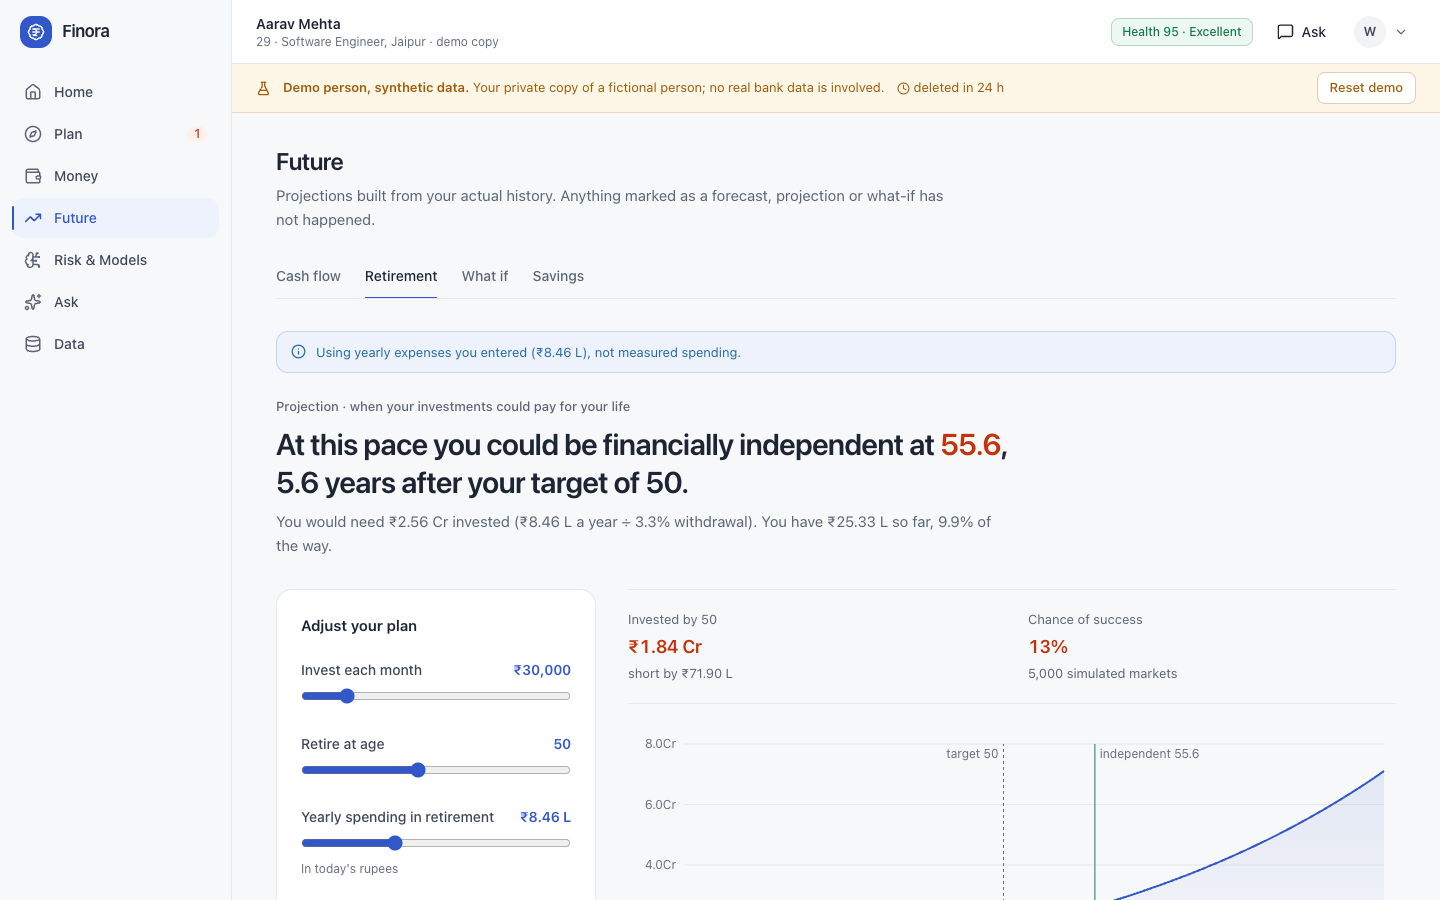 Finora
Home
Plan 1
Money
Future
Risk & Models
Ask
Data
Aarav Mehta
29 · Software Engineer, Jaipur · demo copy
Health 95 · Excellent
Ask
W
Demo person, synthetic data. Your private copy of a fictional person; no real bank data is involved. deleted in 24 h
Reset demo
Future
Projections built from your actual history. Anything marked as a forecast, projection or what-if has
not happened.
Cash flow Retirement What if Savings
Using yearly expenses you entered (₹8.46 L), not measured spending.
Projection · when your investments could pay for your life
At this pace you could be financially independent at 55.6,
5.6 years after your target of 50.
You would need ₹2.56 Cr invested (₹8.46 L a year ÷ 3.3% withdrawal). You have ₹25.33 L so far, 9.9% of
the way.
Adjust your plan
Invest each month ₹30,000
Retire at age 50
Yearly spending in retirement ₹8.46 L
In today's rupees
Invested by 50
₹1.84 Cr
short by ₹71.90 L
Chance of success
13%
5,000 simulated markets
8.0Cr
target 50
independent 55.6
6.0Cr
4.0Cr